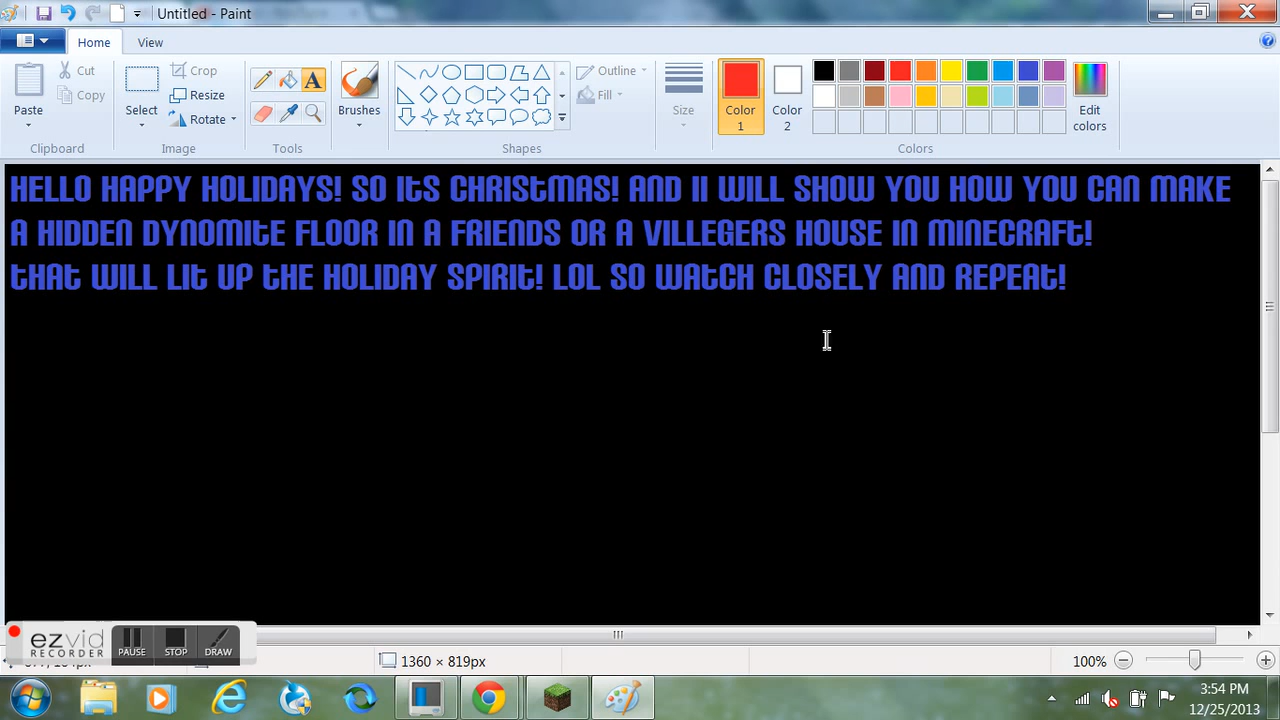 Untitled - Paint
Home View
Paste
Cut
Copy
Clipboard
Select
Crop
Resize
Rotate
Image
Tools
Brushes
Shapes
Outline
Fill
Size
Color 1
Color 2
Edit colors
Colors
HELLO HAPPY HOLIDAYS! SO ITS CHRISTMAS! AND II WILL SHOW YOU HOW YOU CAN MAKE
A HIDDEN DYNOMITE FLOOR IN A FRIENDS OR A VILLEGERS HOUSE IN MINECRAFT!
THAT WILL LIT UP THE HOLIDAY SPIRIT! LOL SO WATCH CLOSELY AND REPEAT!
ezvid
RECORDER
PAUSE
STOP
DRAW
1360 × 819px
100%
3:54 PM
12/25/2013